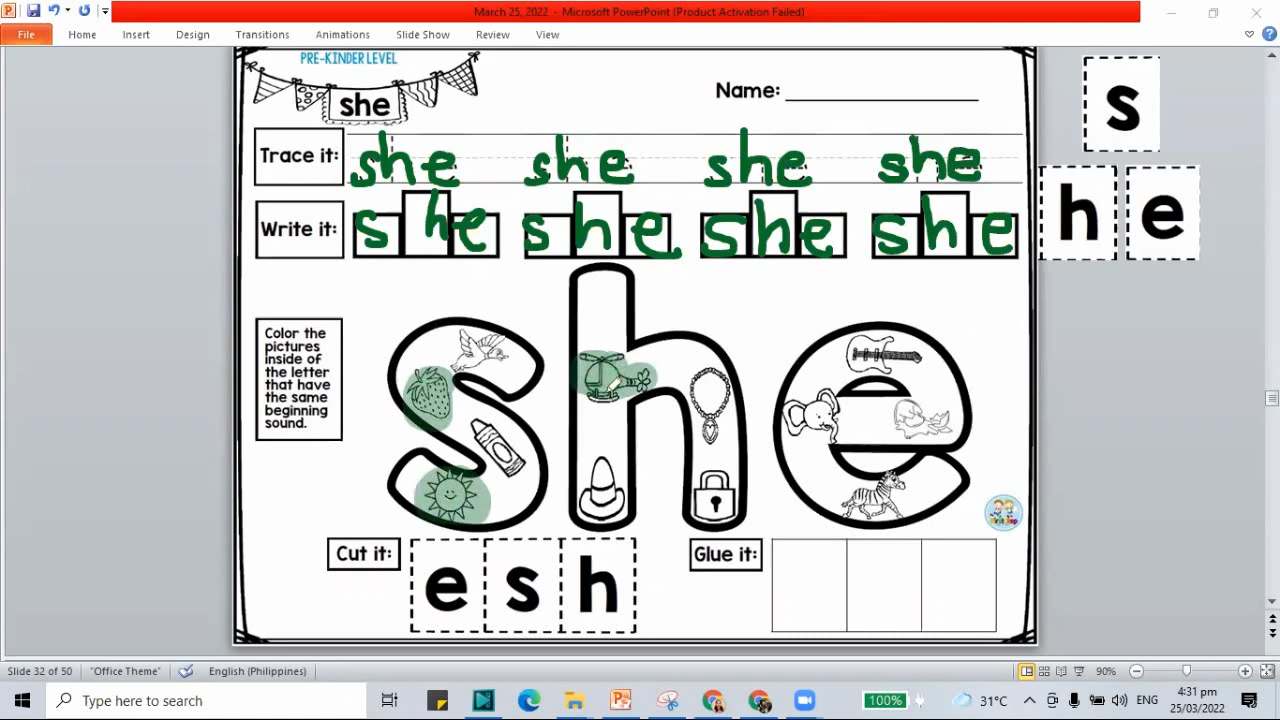 March 25, 2022 - Microsoft PowerPoint (Product Activation Failed)
File Home Insert Design Transitions Animations Slide Show Review View
PRE-KINDER LEVEL
she
Name:
Trace it: she she she she
Write it: she she she she
s
h e
Color the
pictures
inside of
the letter
that have
the same
beginning
sound.
she
Cut it: e s h
Glue it:
Slide 32 of 50 "Office Theme" English (Philippines) 90%
Type here to search
100% 31°C ENG
4:31 pm
25/03/2022